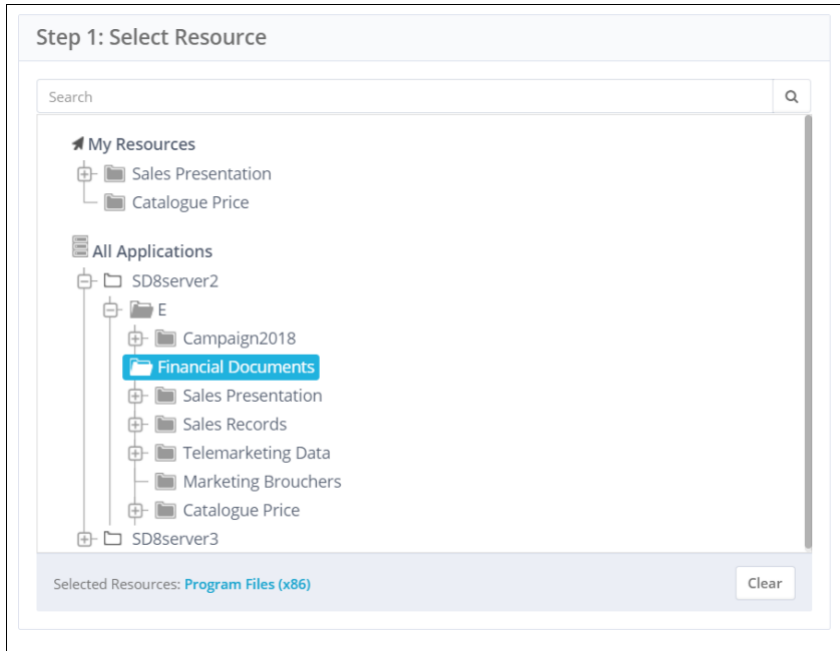 Step 1: Select Resource
Search
My Resources
Sales Presentation
Catalogue Price
All Applications
SD8server2
E
Campaign2018
Financial Documents
Sales Presentation
Sales Records
Telemarketing Data
Marketing Brouchers
Catalogue Price
SD8server3
Selected Resources: Program Files (x86)
Clear